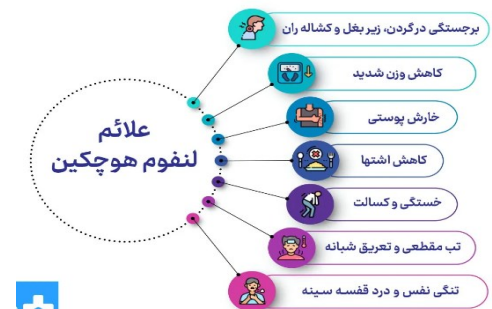 علائم
لنفوم هوچکین
برجستگی در گردن، زیر بغل و کشاله ران
کاهش وزن شدید
خارش پوستی
کاهش اشتها
خستگی و کسالت
تب مقطعی و تعریق شبانه
تنگی نفس و درد قفسه سینه